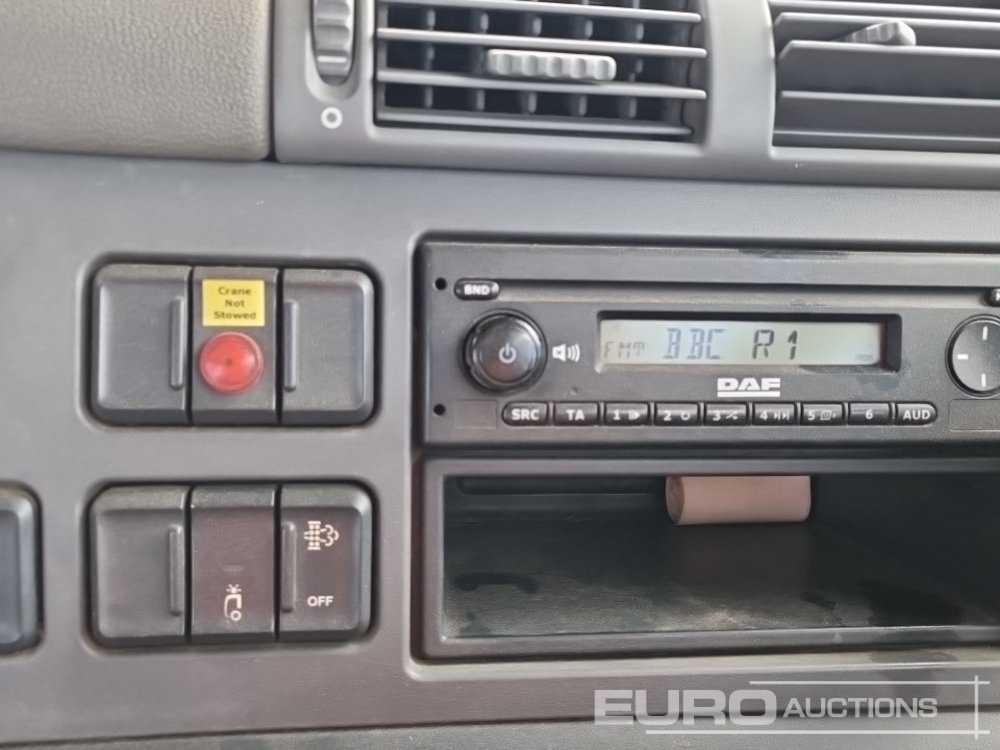 Crane
Not
Stowed
BND
FM BBC R1
DAF
SRC TA 1 2 3 4 5 6 AUD
OFF
EURO AUCTIONS